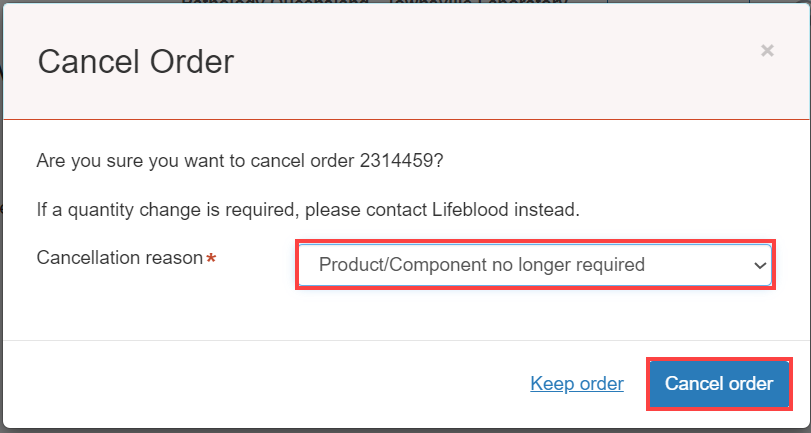 Cancel Order
×
Are you sure you want to cancel order 2314459?
If a quantity change is required, please contact Lifeblood instead.
Cancellation reason*
Product/Component no longer required
Keep order
Cancel order